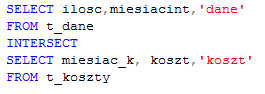 SELECT ilosc,miesiacint,'dane'
FROM t_dane
INTERSECT
SELECT miesiac_k, koszt,'koszt'
FROM t_koszty